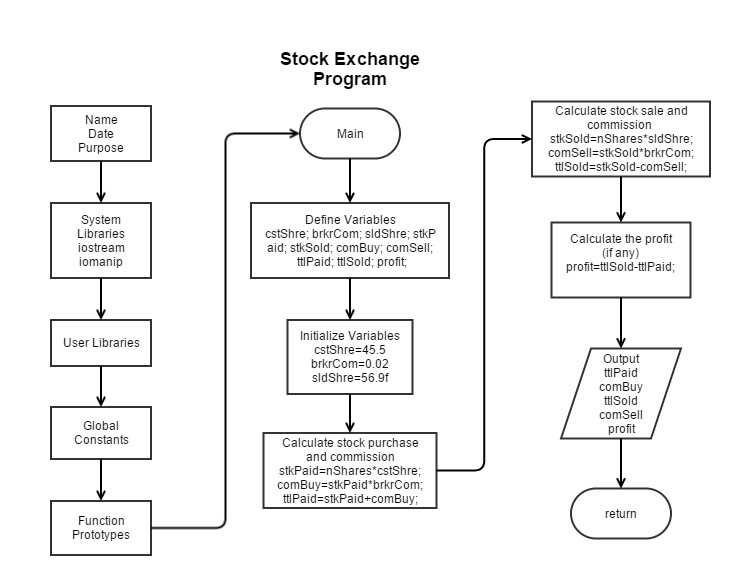 Stock Exchange
Program
Name
Date
Purpose
System
Libraries
iostream
iomanip
User Libraries
Global
Constants
Function
Prototypes
Main
Define Variables
cstShre; brkrCom; sldShre; stkP
aid; stkSold; comBuy; comSell;
ttlPaid; ttlSold; profit;
Initialize Variables
cstShre=45.5
brkrCom=0.02
sldShre=56.9f
Calculate stock purchase
and commission
stkPaid=nShares*cstShre;
comBuy=stkPaid*brkrCom;
ttlPaid=stkPaid+comBuy;
Calculate stock sale and
commission
stkSold=nShares*sldShre;
comSell=stkSold*brkrCom;
ttlSold=stkSold-comSell;
Calculate the profit
(if any)
profit=ttlSold-ttlPaid;
Output
ttlPaid
comBuy
ttlSold
comSell
profit
return